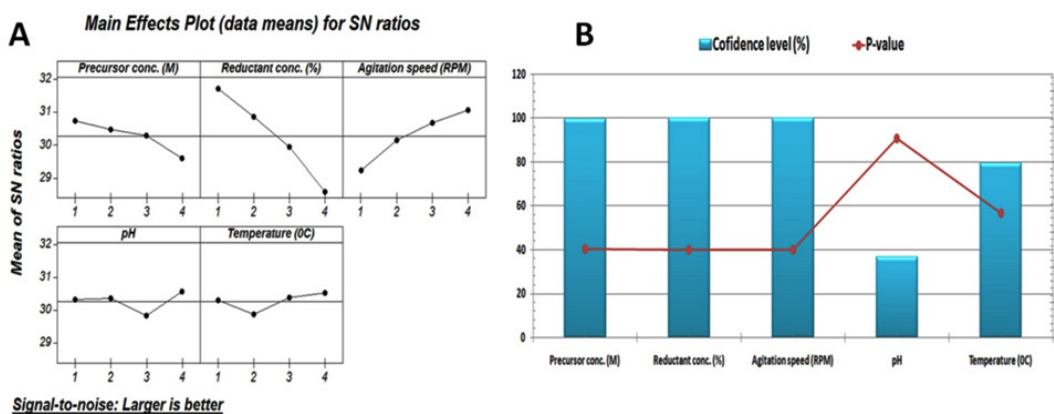 A
Main Effects Plot (data means) for SN ratios
Precursor conc. (M) Reductant conc. (%) Agitation speed (RPM)
Mean of SN ratios
32
31
30
29
1 2 3 4 1 2 3 4 1 2 3 4
pH Temperature (0C)
32
31
30
29
1 2 3 4 1 2 3 4
Signal-to-noise: Larger is better
B
Cofidence level (%) P-value
120
100
80
60
40
20
0
Precursor conc. (M) Reductant conc. (%) Agitation speed (RPM) pH Temperature (0C)